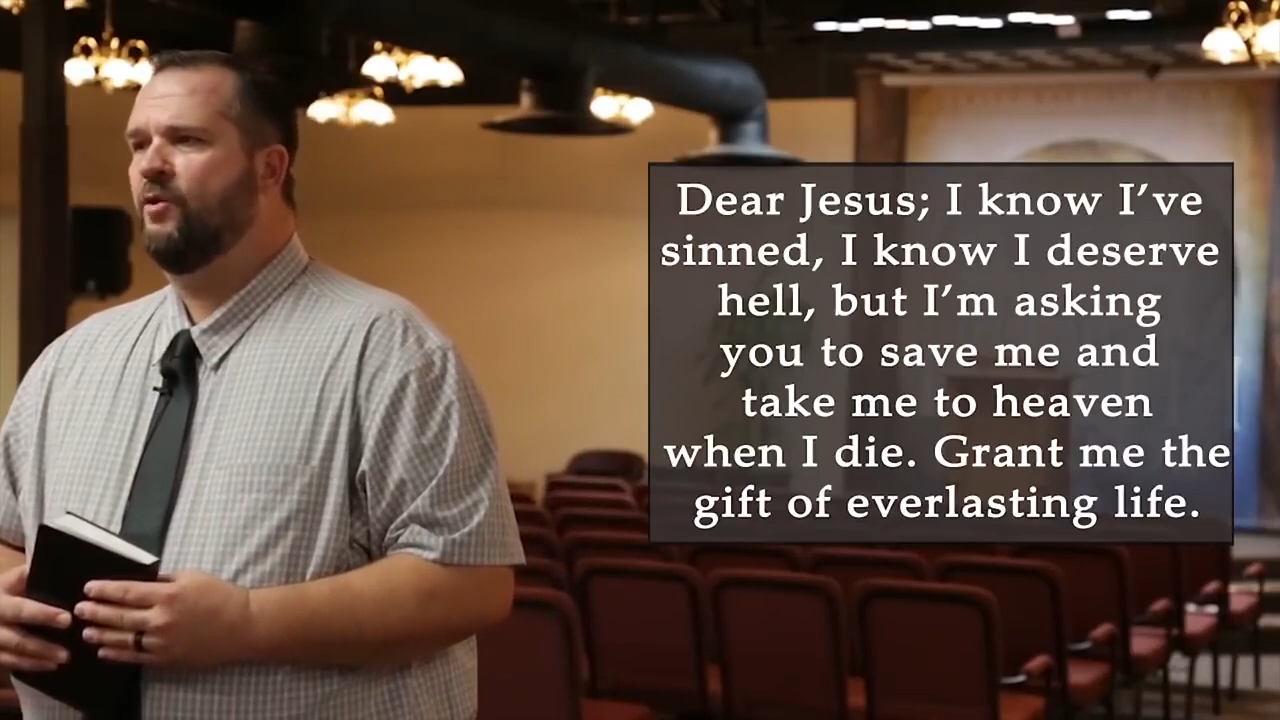 Dear Jesus; I know I've
sinned, I know I deserve
hell, but I'm asking
you to save me and
take me to heaven
when I die. Grant me the
gift of everlasting life.